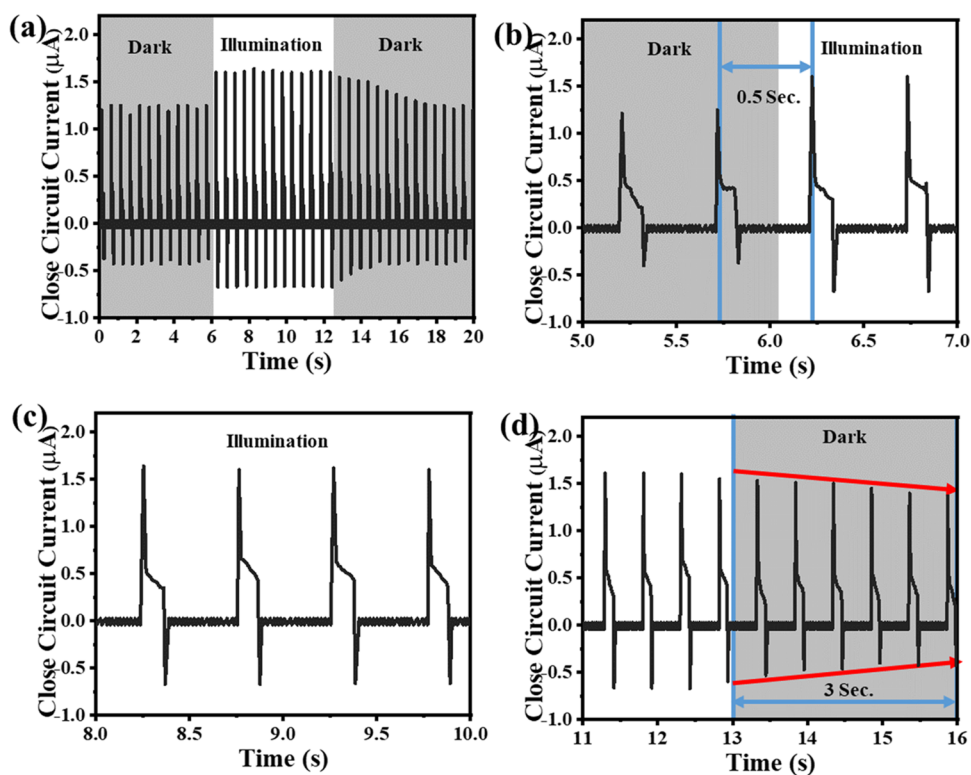 (a)
Dark Illumination Dark
Close Circuit Current (μA)
2.0
1.5
1.0
0.5
0.0
-0.5
-1.0
0 2 4 6 8 10 12 14 16 18 20
Time (s)
(b)
Dark Illumination
0.5 Sec.
Close Circuit Current (μA)
2.0
1.5
1.0
0.5
0.0
-0.5
-1.0
5.0 5.5 6.0 6.5 7.0
Time (s)
(c)
Illumination
Close Circuit Current (μA)
2.0
1.5
1.0
0.5
0.0
-0.5
-1.0
8.0 8.5 9.0 9.5 10.0
Time (s)
(d)
Dark
Close Circuit Current (μA)
2.0
1.5
1.0
0.5
0.0
-0.5
-1.0
3 Sec.
11 12 13 14 15 16
Time (s)